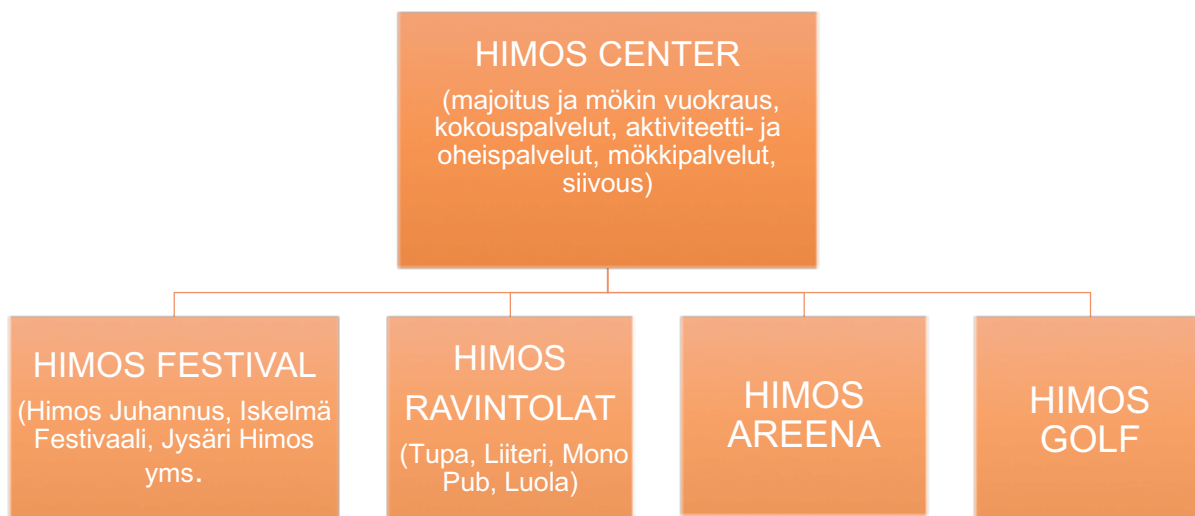 HIMOS CENTER
(majoitus ja mökin vuokraus,
kokouspalvelut, aktiviteetti- ja
oheispalvelut, mökkipalvelut,
siivous)
HIMOS FESTIVAL
(Himos Juhannus, Iskelmä
Festivaali, Jysäri Himos
yms.
HIMOS
RAVINTOLAT
(Tupa, Liiteri, Mono
Pub, Luola)
HIMOS
AREENA
HIMOS
GOLF